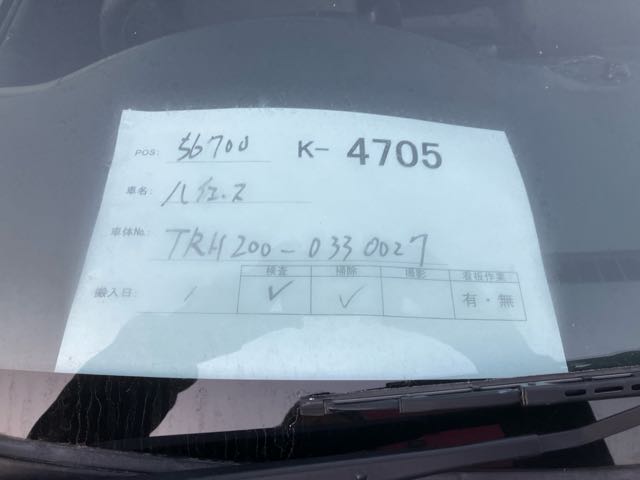 POS: 56700 K- 4705
車名: ハイエース
車体No. TRH200-0330027
検査 掃除 撮影 看板作業
搬入日: / ✓ ✓ 有・無